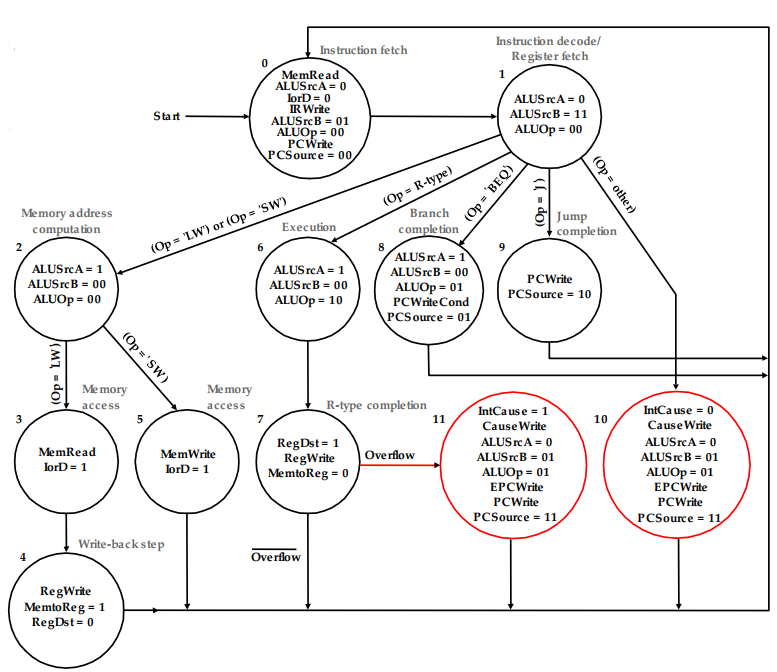 Instruction fetch
0
MemRead
ALUSrcA = 0
IorD = 0
IRWrite
ALUSrcB = 01
ALUOp = 00
PCWrite
PCSource = 00
Start
Instruction decode/
Register fetch
1
ALUSrcA = 0
ALUSrcB = 11
ALUOp = 00
(Op = 'LW') or (Op = 'SW')
(Op = R-type)
(Op = 'BEQ')
(Op = 'J')
(Op = other)
Memory address
computation
2
ALUSrcA = 1
ALUSrcB = 00
ALUOp = 00
Execution
6
ALUSrcA = 1
ALUSrcB = 00
ALUOp = 10
Branch
completion
8
ALUSrcA = 1
ALUSrcB = 00
ALUOp = 01
PCWriteCond
PCSource = 01
Jump
completion
9
PCWrite
PCSource = 10
(Op = 'LW')
(Op = 'SW')
Memory
access
3
MemRead
IorD = 1
Memory
access
5
MemWrite
IorD = 1
R-type completion
7
RegDst = 1
RegWrite
MemtoReg = 0
Overflow
11
IntCause = 1
CauseWrite
ALUSrcA = 0
ALUSrcB = 01
ALUOp = 01
EPCWrite
PCWrite
PCSource = 11
10
IntCause = 0
CauseWrite
ALUSrcA = 0
ALUSrcB = 01
ALUOp = 01
EPCWrite
PCWrite
PCSource = 11
Write-back step
4
RegWrite
MemtoReg = 1
RegDst = 0
Overflow